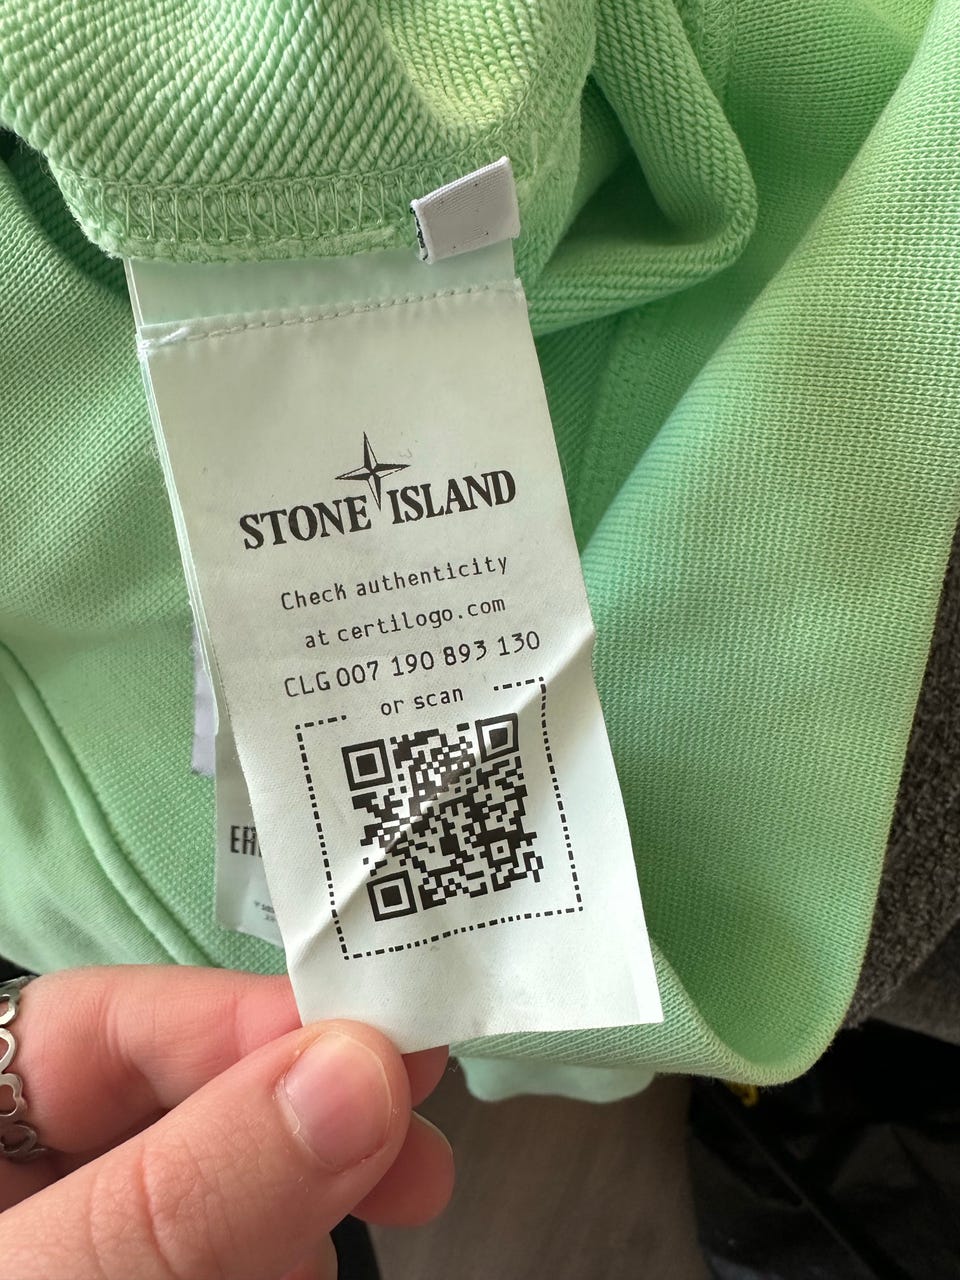 STONE ISLAND
Check authenticity
at certilogo.com
CLG 007 190 893 130
or scan